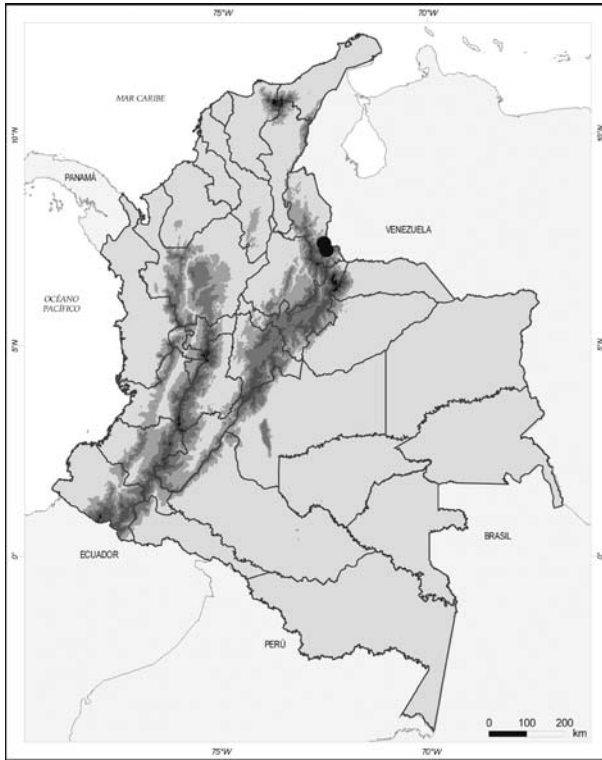 75°W
70°W
MAR CARIBE
10°N
10°N
PANAMÁ
VENEZUELA
OCÉANO
PACÍFICO
5°N
5°N
BRASIL
0°
ECUADOR
0°
PERÚ
0 100 200
km
75°W
70°W